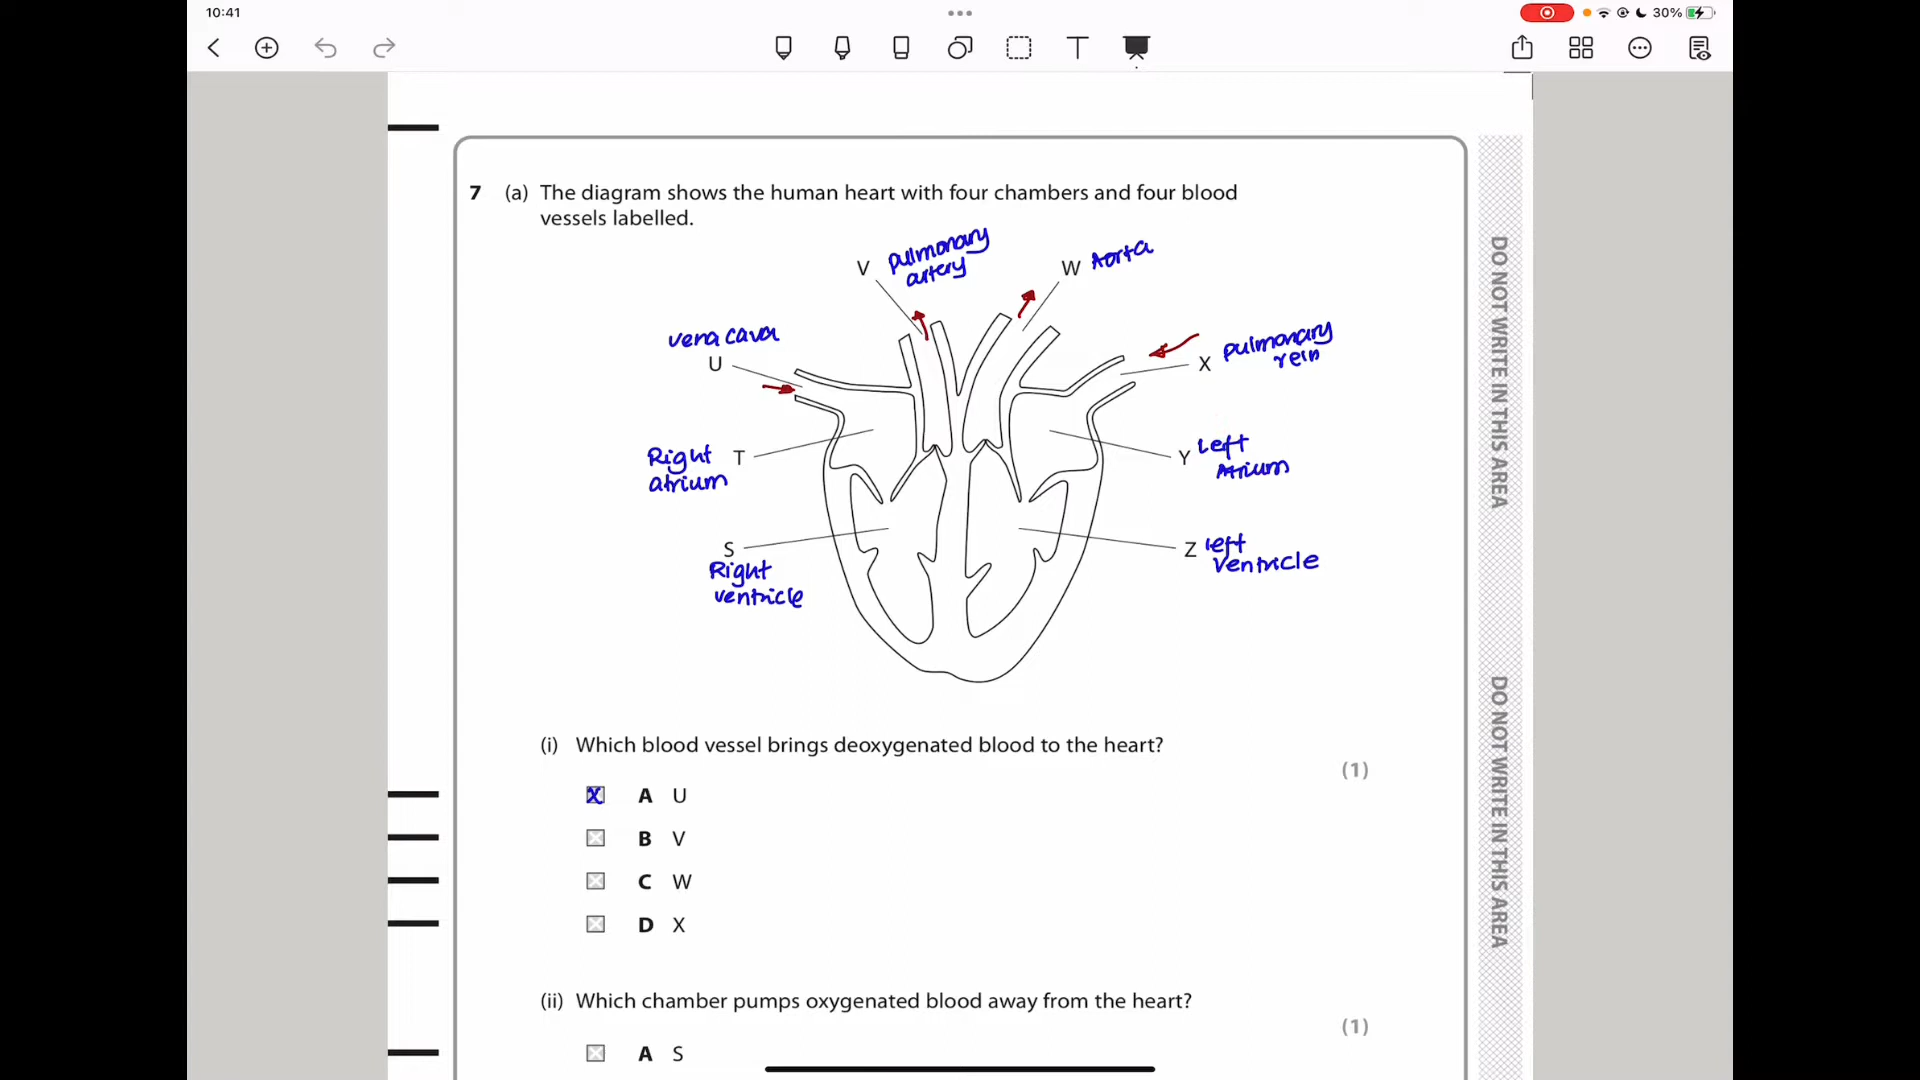 10:41
30%
7 (a) The diagram shows the human heart with four chambers and four blood
vessels labelled.
V pulmonary
artery
W Aorta
vena cava
U
X pulmonary
vein
Right T
atrium
Y Left
Atrium
S
Right
ventricle
Z left
ventricle
(i) Which blood vessel brings deoxygenated blood to the heart?
(1)
X A U
B V
C W
D X
(ii) Which chamber pumps oxygenated blood away from the heart?
(1)
A S
DO NOT WRITE IN THIS AREA
DO NOT WRITE IN THIS AREA